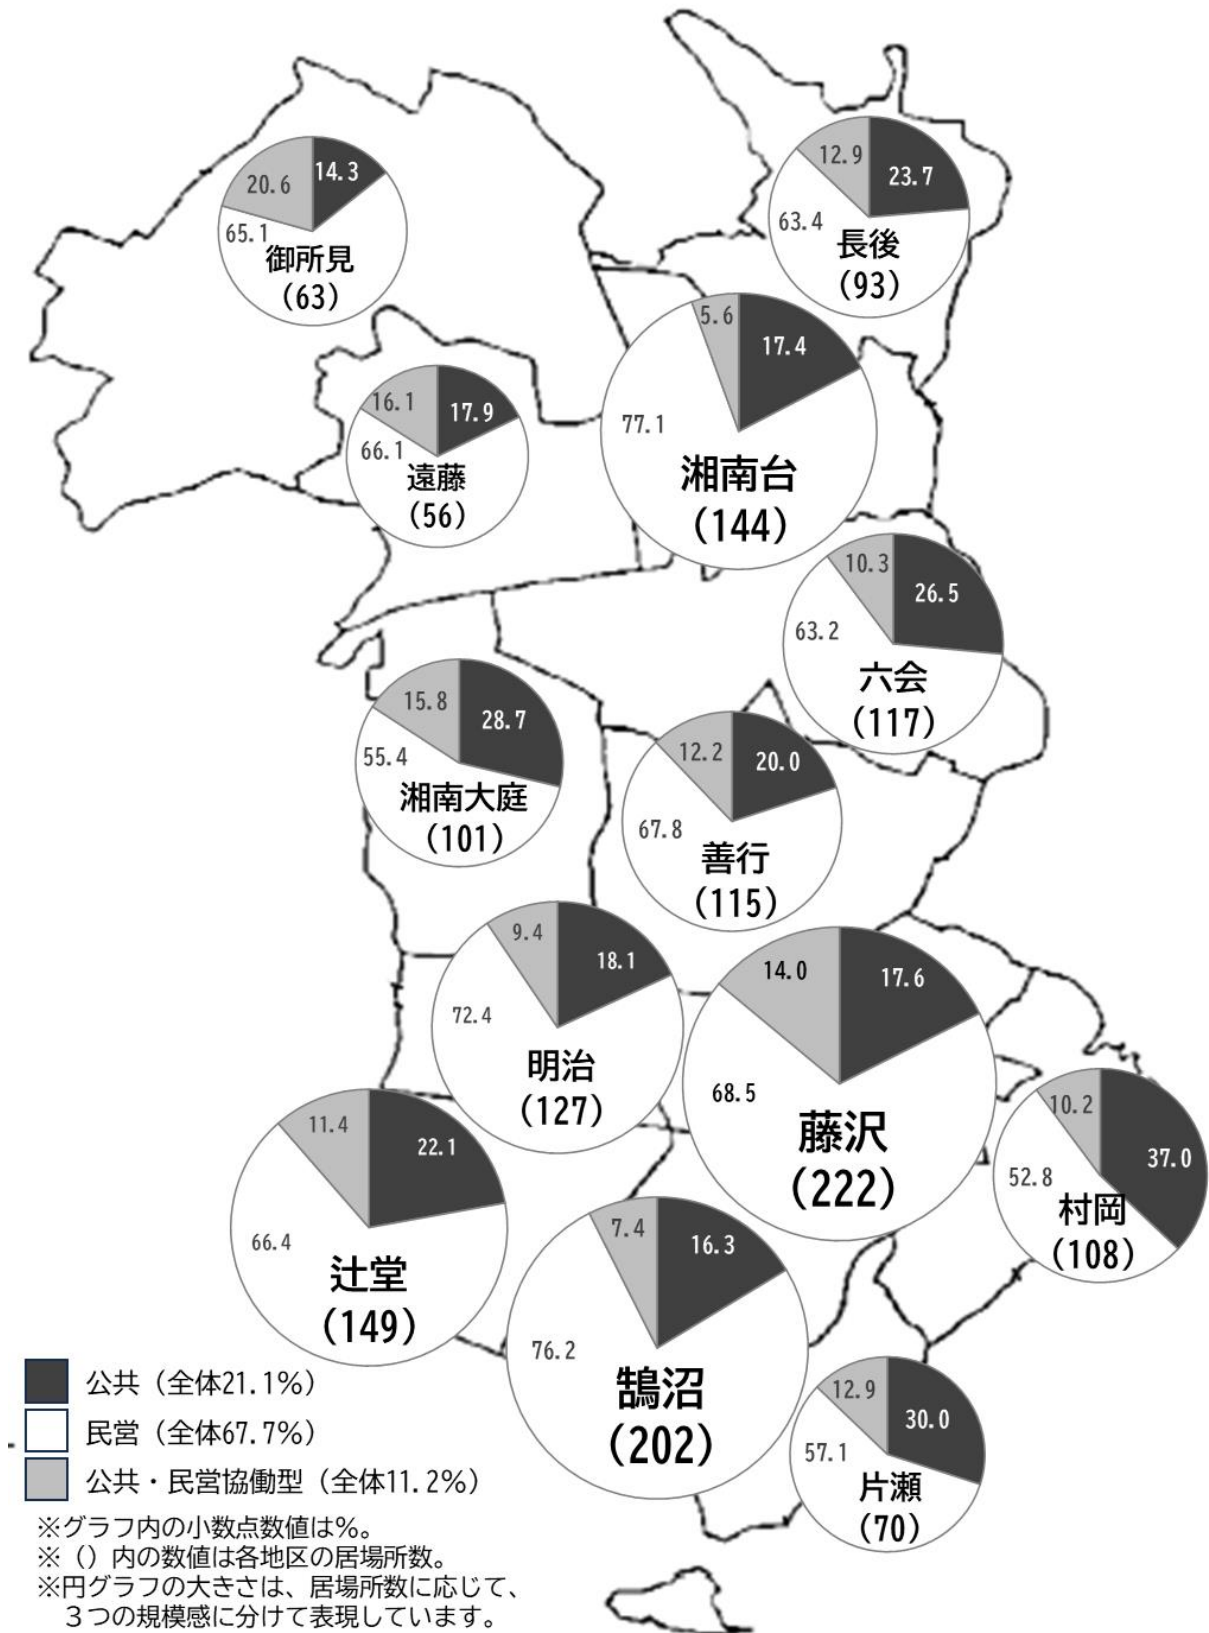 20.6
14.3
65.1
御所見
(63)
12.9
23.7
63.4
長後
(93)
5.6
17.4
77.1
湘南台
(144)
16.1
17.9
66.1
遠藤
(56)
10.3
26.5
63.2
六会
(117)
15.8
28.7
55.4
湘南大庭
(101)
12.2
20.0
67.8
善行
(115)
9.4
18.1
72.4
明治
(127)
14.0
17.6
68.5
藤沢
(222)
10.2
37.0
52.8
村岡
(108)
11.4
22.1
66.4
辻堂
(149)
7.4
16.3
76.2
鵠沼
(202)
12.9
30.0
57.1
片瀬
(70)
公共（全体21.1%）
民営（全体67.7%）
公共・民営協働型（全体11.2%）
※グラフ内の小数点数値は%。
※（）内の数値は各地区の居場所数。
※円グラフの大きさは、居場所数に応じて、
３つの規模感に分けて表現しています。